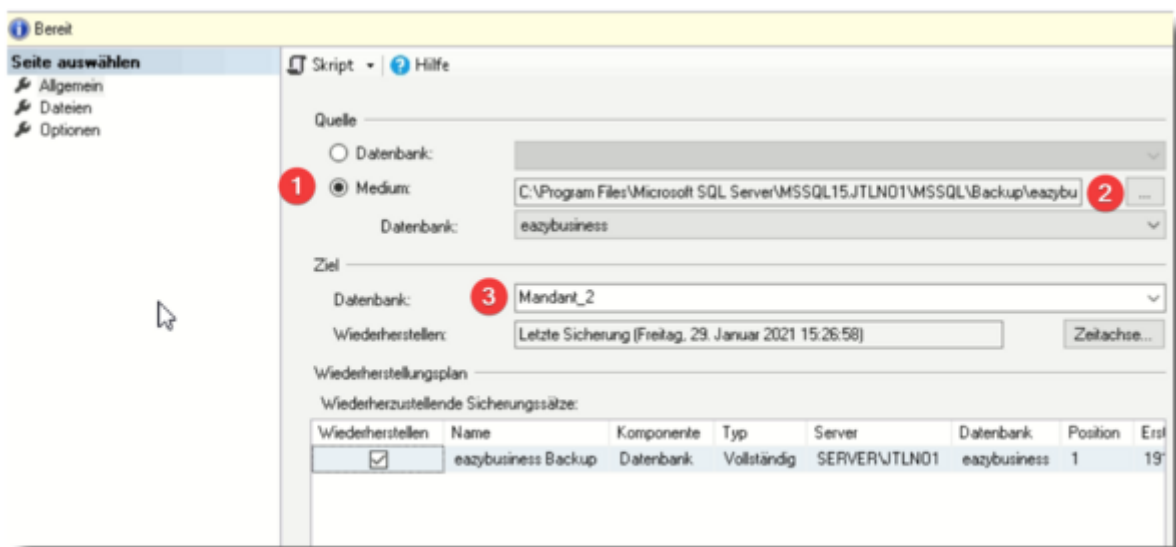 Bereit
Seite auswählen
Allgemein
Dateien
Optionen
Skript Hilfe
Quelle
Datenbank:
1 Medium: C:\Program Files\Microsoft SQL Server\MSSQL15.JTLNO1\MSSQL\Backup\eazybu 2 ...
Datenbank: eazybusiness
Ziel
Datenbank: 3 Mandant_2
Wiederherstellen: Letzte Sicherung (Freitag, 29. Januar 2021 15:26:58) Zeitachse...
Wiederherstellungsplan
Wiederherzustellende Sicherungssätze:
Wiederherstellen Name Komponente Typ Server Datenbank Position
eazybusiness Backup Datenbank Vollständig SERVER\JTLNO1 eazybusiness 1